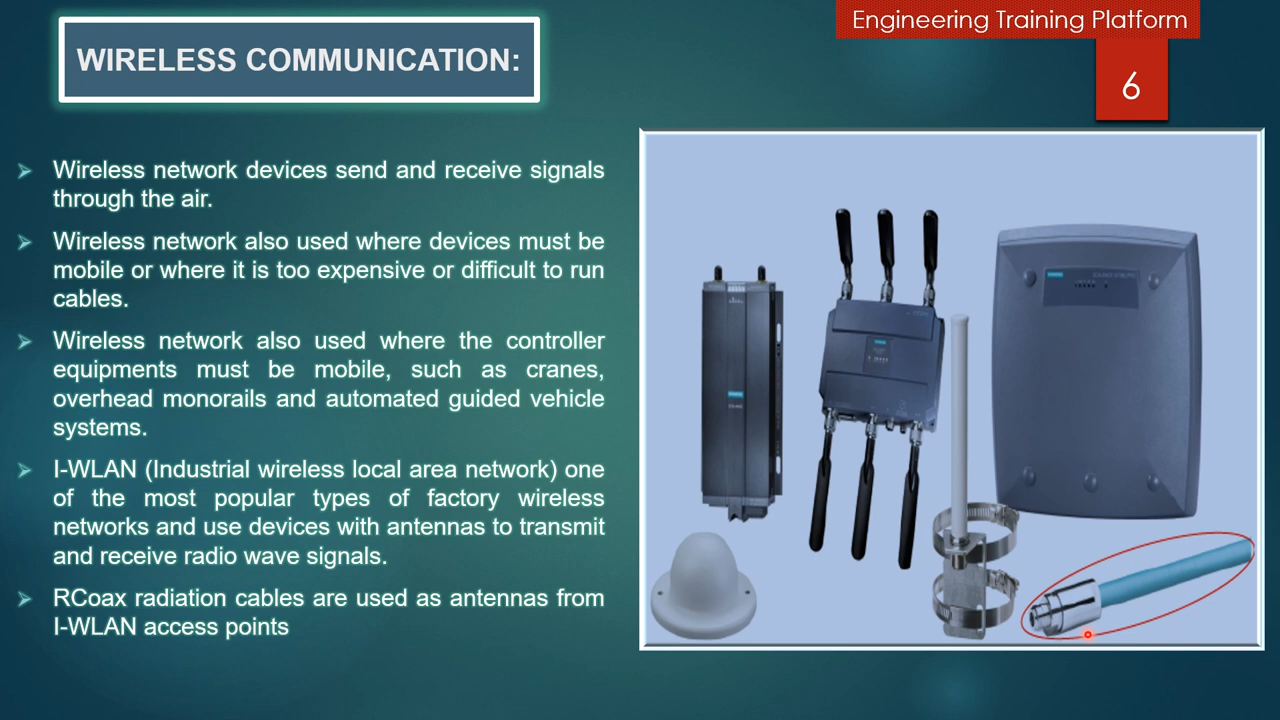 Engineering Training Platform
WIRELESS COMMUNICATION:
6
Wireless network devices send and receive signals
through the air.
Wireless network also used where devices must be
mobile or where it is too expensive or difficult to run
cables.
Wireless network also used where the controller
equipments must be mobile, such as cranes,
overhead monorails and automated guided vehicle
systems.
I-WLAN (Industrial wireless local area network) one
of the most popular types of factory wireless
networks and use devices with antennas to transmit
and receive radio wave signals.
RCoax radiation cables are used as antennas from
I-WLAN access points